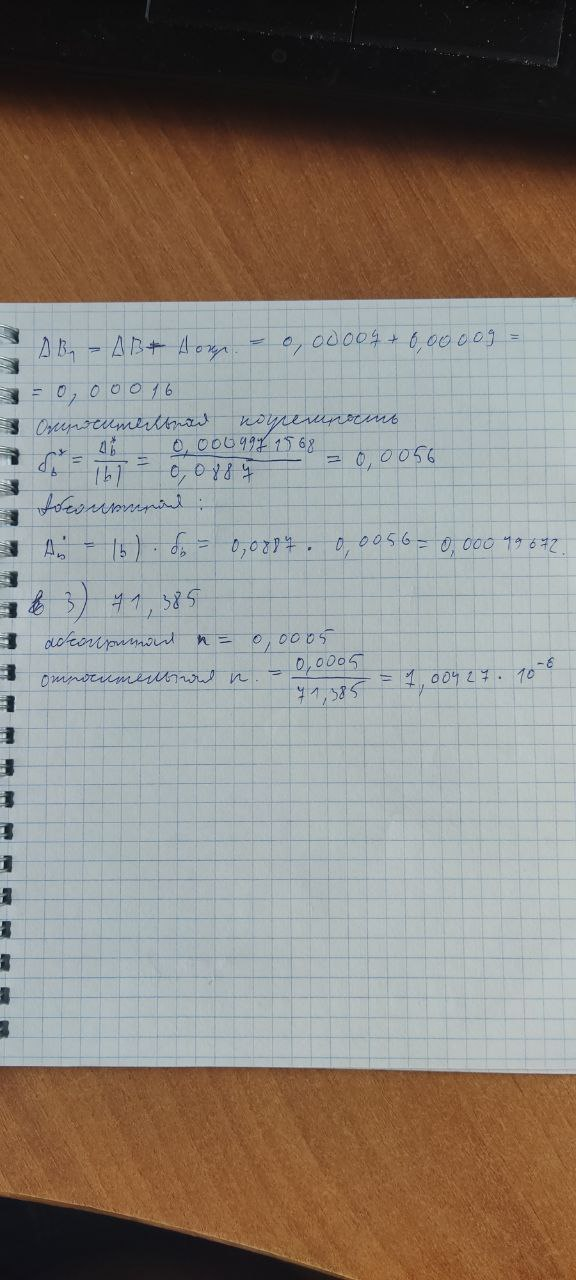 ΔB₁ = ΔB + Δ окр. = 0,00007 + 0,00009 =
= 0,00016
Относительная погрешность
δb* = Δb*/|b| = 0,0004971568/0,0887 = 0,0056
Абсолютная:
Δb* = |b| · δb = 0,0887 · 0,0056 = 0,00049672.
3) 71,385
абсолютная п = 0,0005
относительная п. = 0,0005/71,385 = 7,00427 · 10⁻⁶